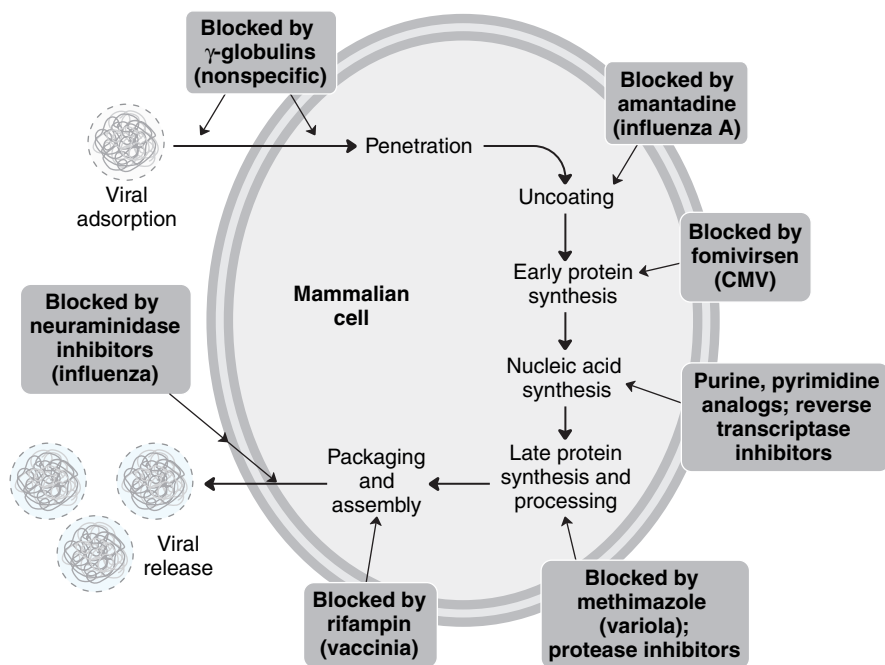 Blocked by
γ-globulins
(nonspecific)
Blocked by
amantadine
(influenza A)
Penetration
Viral
adsorption
Uncoating
Blocked by
fomivirsen
(CMV)
Early protein
synthesis
Mammalian
cell
Blocked by
neuraminidase
inhibitors
(influenza)
Nucleic acid
synthesis
Purine, pyrimidine
analogs; reverse
transcriptase
inhibitors
Late protein
synthesis and
processing
Packaging
and
assembly
Viral
release
Blocked by
rifampin
(vaccinia)
Blocked by
methimazole
(variola);
protease inhibitors